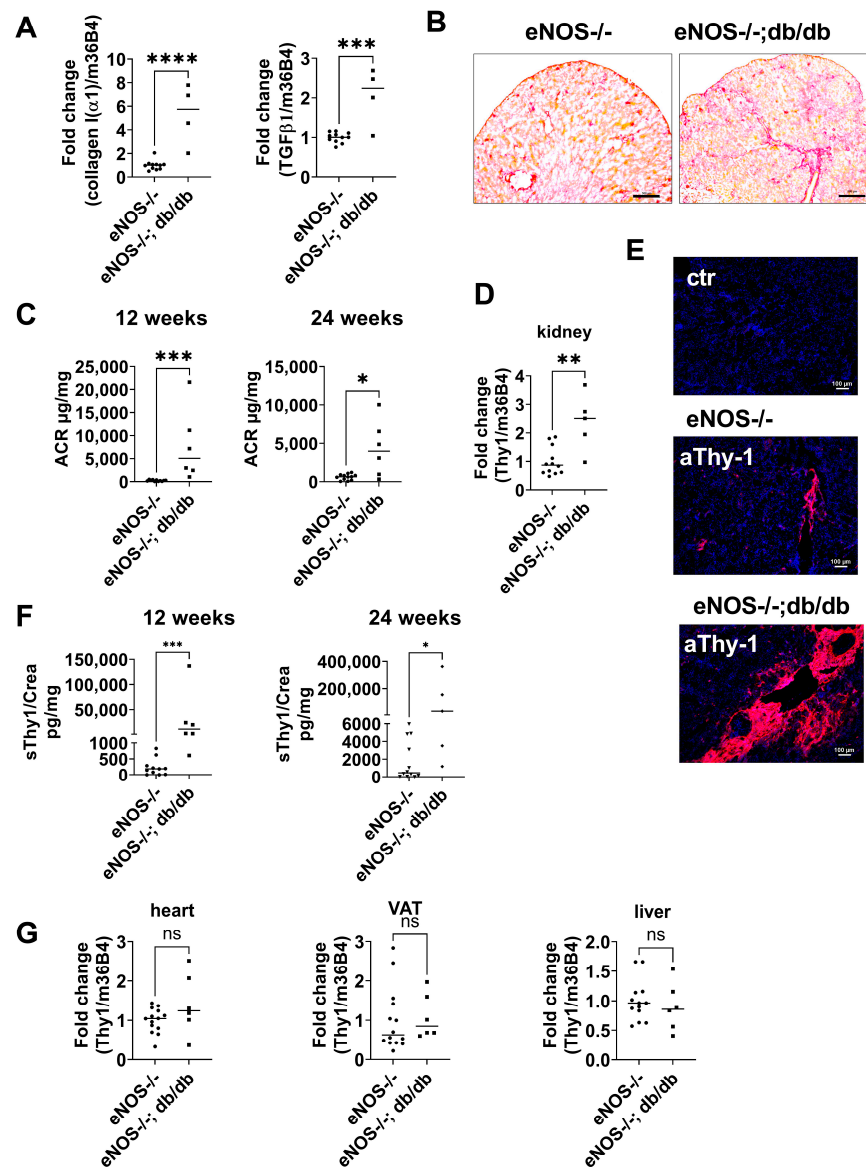 A
Fold change
(collagen I(α1)/m36B4)
10
8
6
4
2
0
****
eNOS-/-
eNOS-/-; db/db
Fold change
(TGFβ1/m36B4)
3
2
1
0
***
eNOS-/-
eNOS-/-; db/db
B
eNOS-/-
eNOS-/-;db/db
C
12 weeks
ACR µg/mg
25,000
20,000
15,000
10,000
5,000
0
***
eNOS-/-
eNOS-/-; db/db
24 weeks
ACR µg/mg
15,000
10,000
5,000
0
*
eNOS-/-
eNOS-/-; db/db
D
kidney
Fold change
(Thy1/m36B4)
4
3
2
1
0
**
eNOS-/-
eNOS-/-; db/db
E
ctr
100 µm
eNOS-/-
aThy-1
100 µm
eNOS-/-;db/db
aThy-1
100 µm
F
12 weeks
sThy1/Crea
pg/mg
150,000
100,000
50,000
1000
500
0
***
eNOS-/-
eNOS-/-; db/db
24 weeks
sThy1/Crea
pg/mg
400,000
200,000
6000
4000
2000
0
*
eNOS-/-
eNOS-/-; db/db
G
heart
Fold change
(Thy1/m36B4)
3
2
1
0
ns
eNOS-/-
eNOS-/-; db/db
VAT
Fold change
(Thy1/m36B4)
3
2
1
0
ns
eNOS-/-
eNOS-/-; db/db
liver
Fold change
(Thy1/m36B4)
2.0
1.5
1.0
0.5
0.0
ns
eNOS-/-
eNOS-/-; db/db